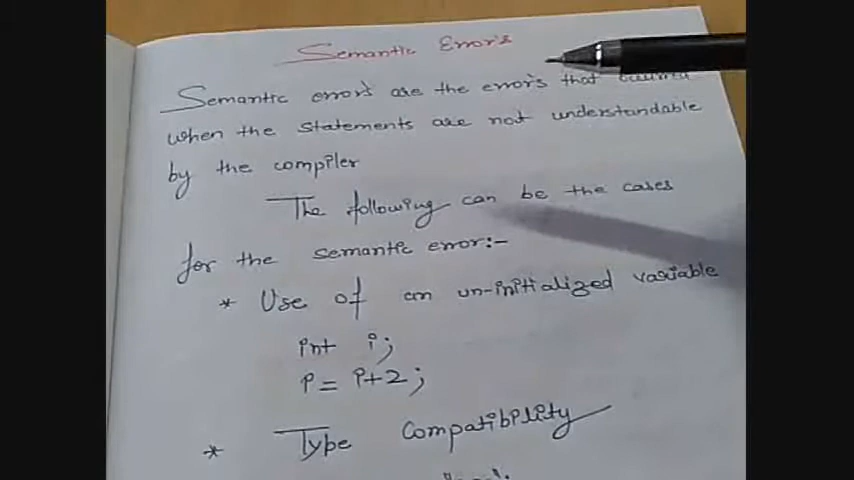 Semantic Errors
Semantic errors are the errors that
when the statements are not understandable
by the compiler
The following can be the cases
for the semantic error:-
* Use of an un-initialized variable
int i;
i = i+2;
* Type Compatibility